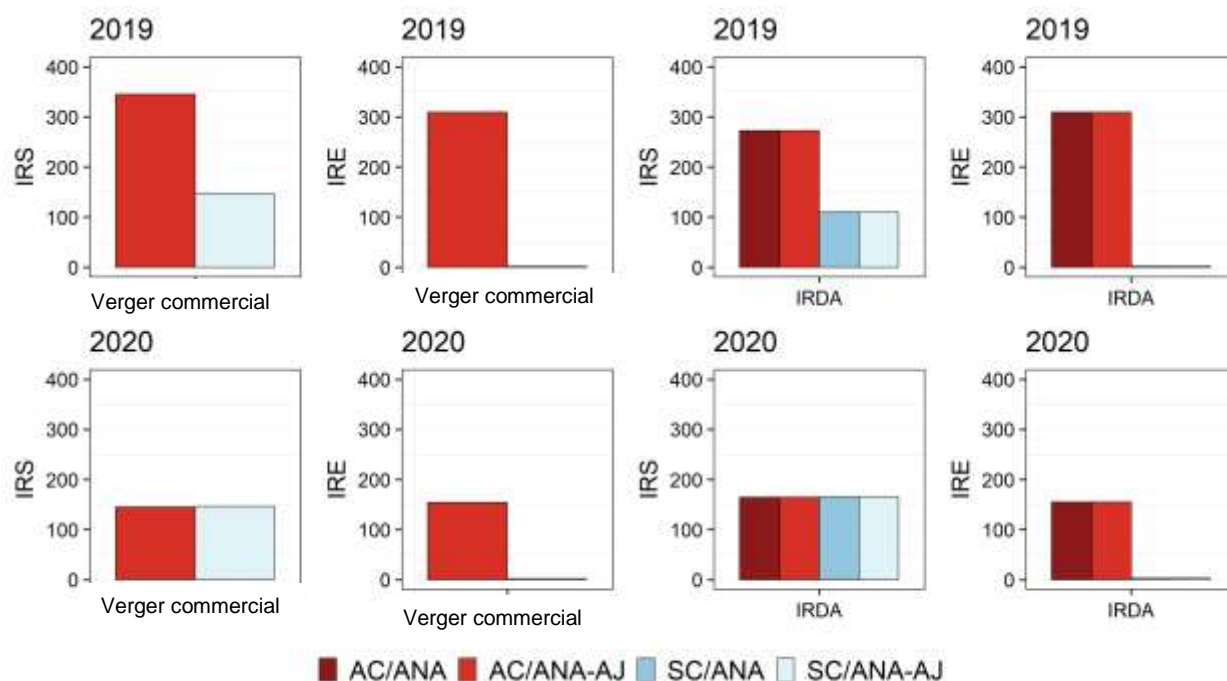 2019 2019 2019 2019
400 400 400 400
300 300 300 300
IRS IRE IRS IRE
200 200 200 200
100 100 100 100
0 0 0 0
Verger commercial Verger commercial IRDA IRDA
2020 2020 2020 2020
400 400 400 400
300 300 300 300
IRS IRE IRS IRE
200 200 200 200
100 100 100 100
0 0 0 0
Verger commercial Verger commercial IRDA IRDA
AC/ANA AC/ANA-AJ SC/ANA SC/ANA-AJ